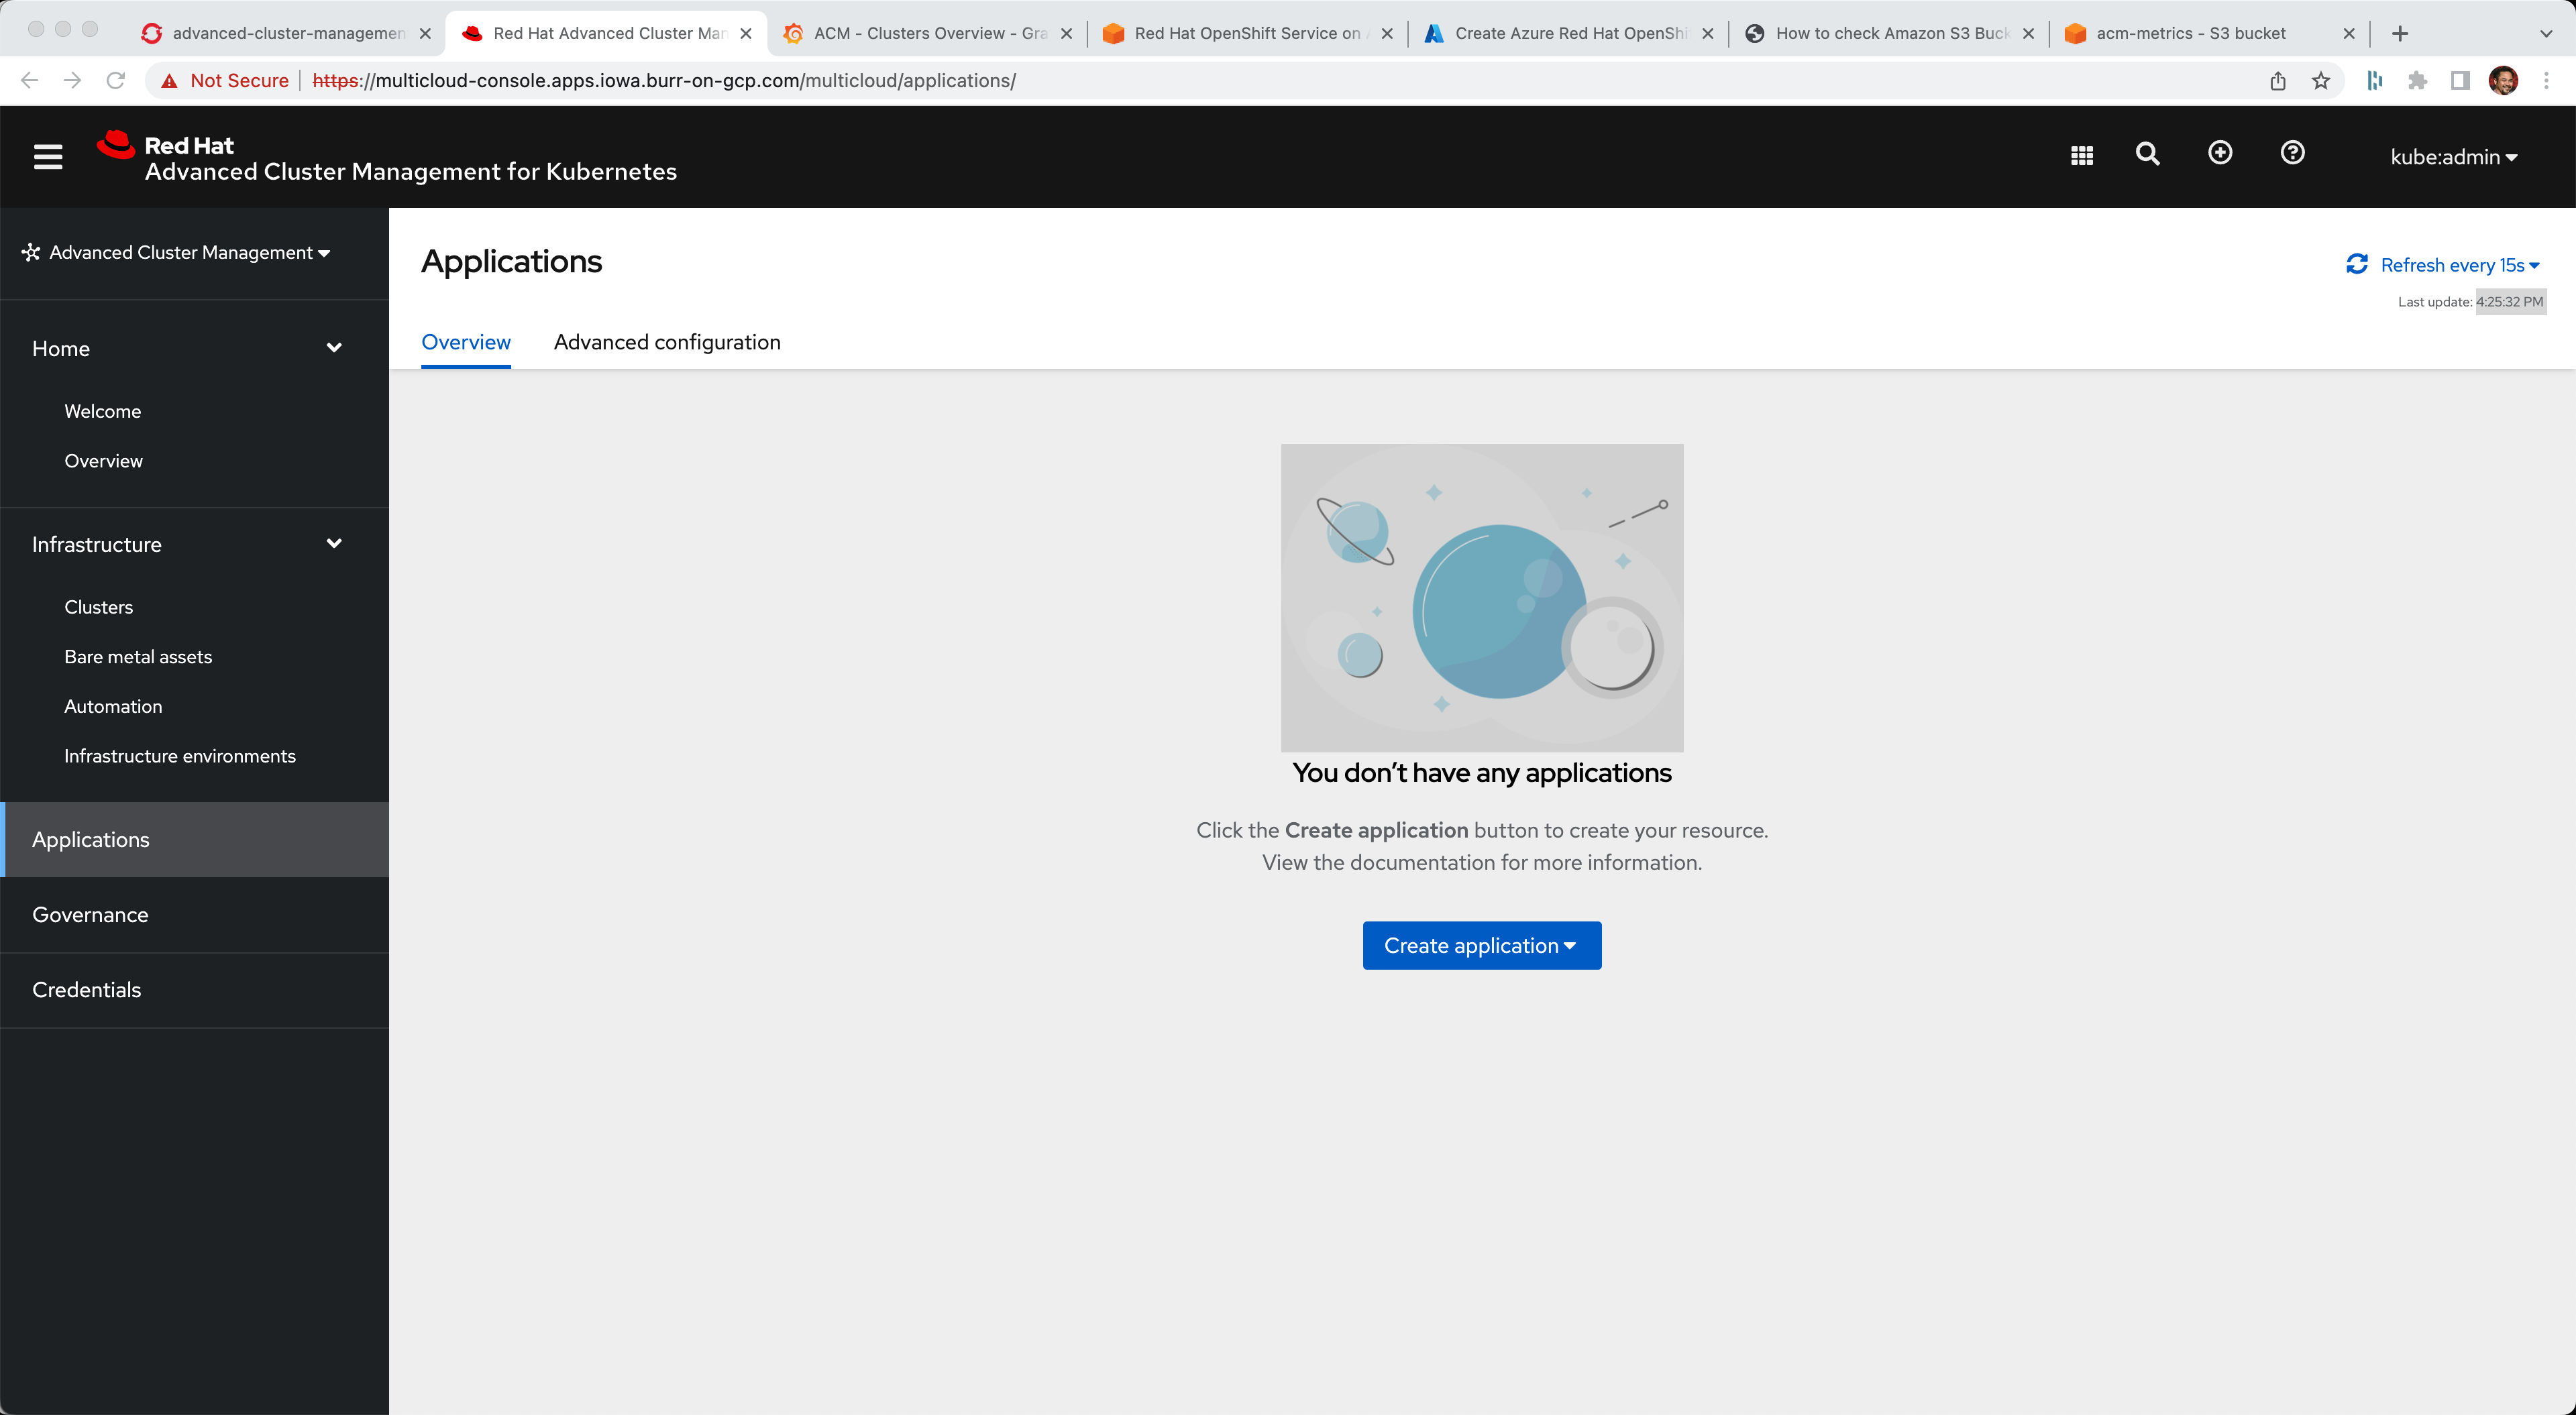 advanced-cluster-managemen
Red Hat Advanced Cluster Man
ACM - Clusters Overview - Gra
Red Hat OpenShift Service on
Create Azure Red Hat OpenShi
How to check Amazon S3 Buck
acm-metrics - S3 bucket
Not Secure
https://multicloud-console.apps.iowa.burr-on-gcp.com/multicloud/applications/
Red Hat
Advanced Cluster Management for Kubernetes
kube:admin
Advanced Cluster Management
Home
Welcome
Overview
Infrastructure
Clusters
Bare metal assets
Automation
Infrastructure environments
Applications
Governance
Credentials
Applications
Refresh every 15s
Last update: 4:25:32 PM
Overview
Advanced configuration
You don’t have any applications
Click the Create application button to create your resource.
View the documentation for more information.
Create application